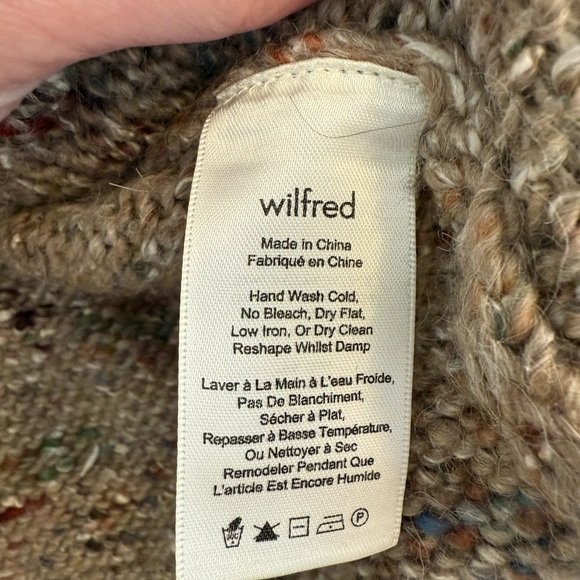 wilfred
Made in China
Fabriqué en Chine
Hand Wash Cold,
No Bleach, Dry Flat,
Low Iron, Or Dry Clean
Reshape Whilst Damp
Laver à La Main à L'eau Froide,
Pas De Blanchiment,
Sécher à Plat,
Repasser à Basse Température,
Ou Nettoyer à Sec
Remodeler Pendant Que
L'article Est Encore Humide
P